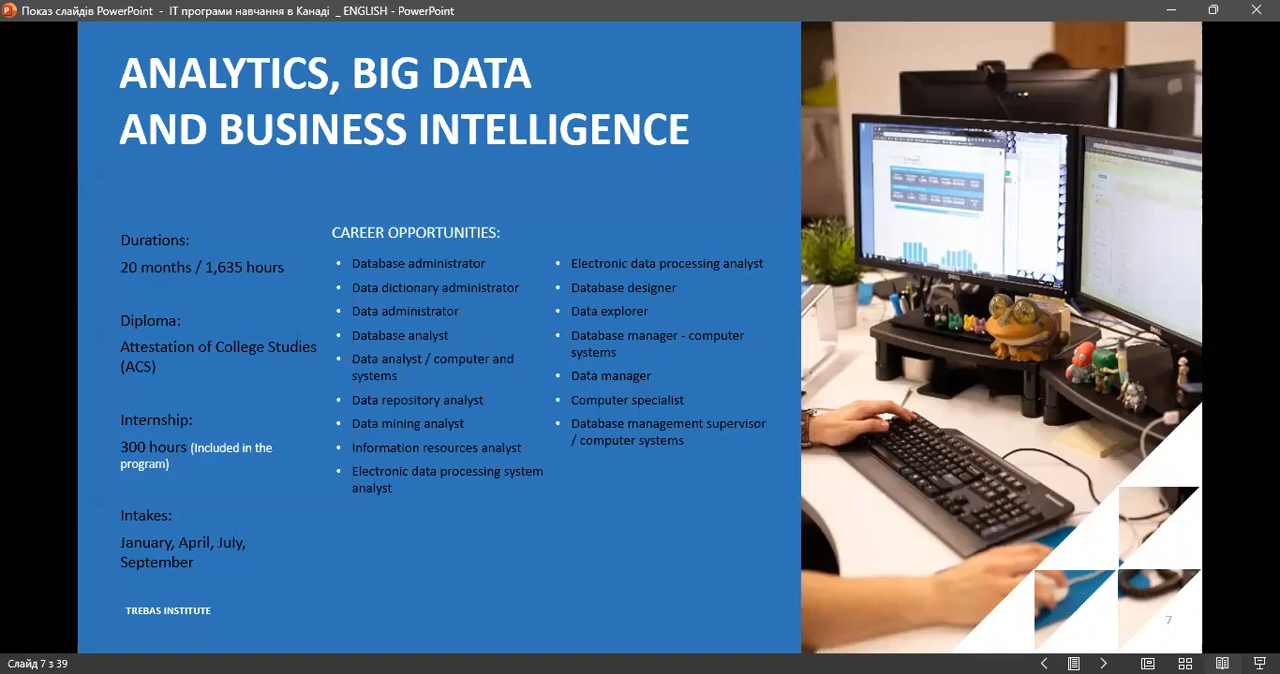 Показ слайдів PowerPoint - ІТ програми навчання в Канаді _ ENGLISH - PowerPoint
ANALYTICS, BIG DATA
AND BUSINESS INTELLIGENCE
Durations:
20 months / 1,635 hours
Diploma:
Attestation of College Studies
(ACS)
Internship:
300 hours (Included in the
program)
Intakes:
January, April, July,
September
TREBAS INSTITUTE
CAREER OPPORTUNITIES:
• Database administrator
• Data dictionary administrator
• Data administrator
• Database analyst
• Data analyst / computer and
systems
• Data repository analyst
• Data mining analyst
• Information resources analyst
• Electronic data processing system
analyst
• Electronic data processing analyst
• Database designer
• Data explorer
• Database manager - computer
systems
• Data manager
• Computer specialist
• Database management supervisor
/ computer systems
DELL
7
Слайд 7 з 39